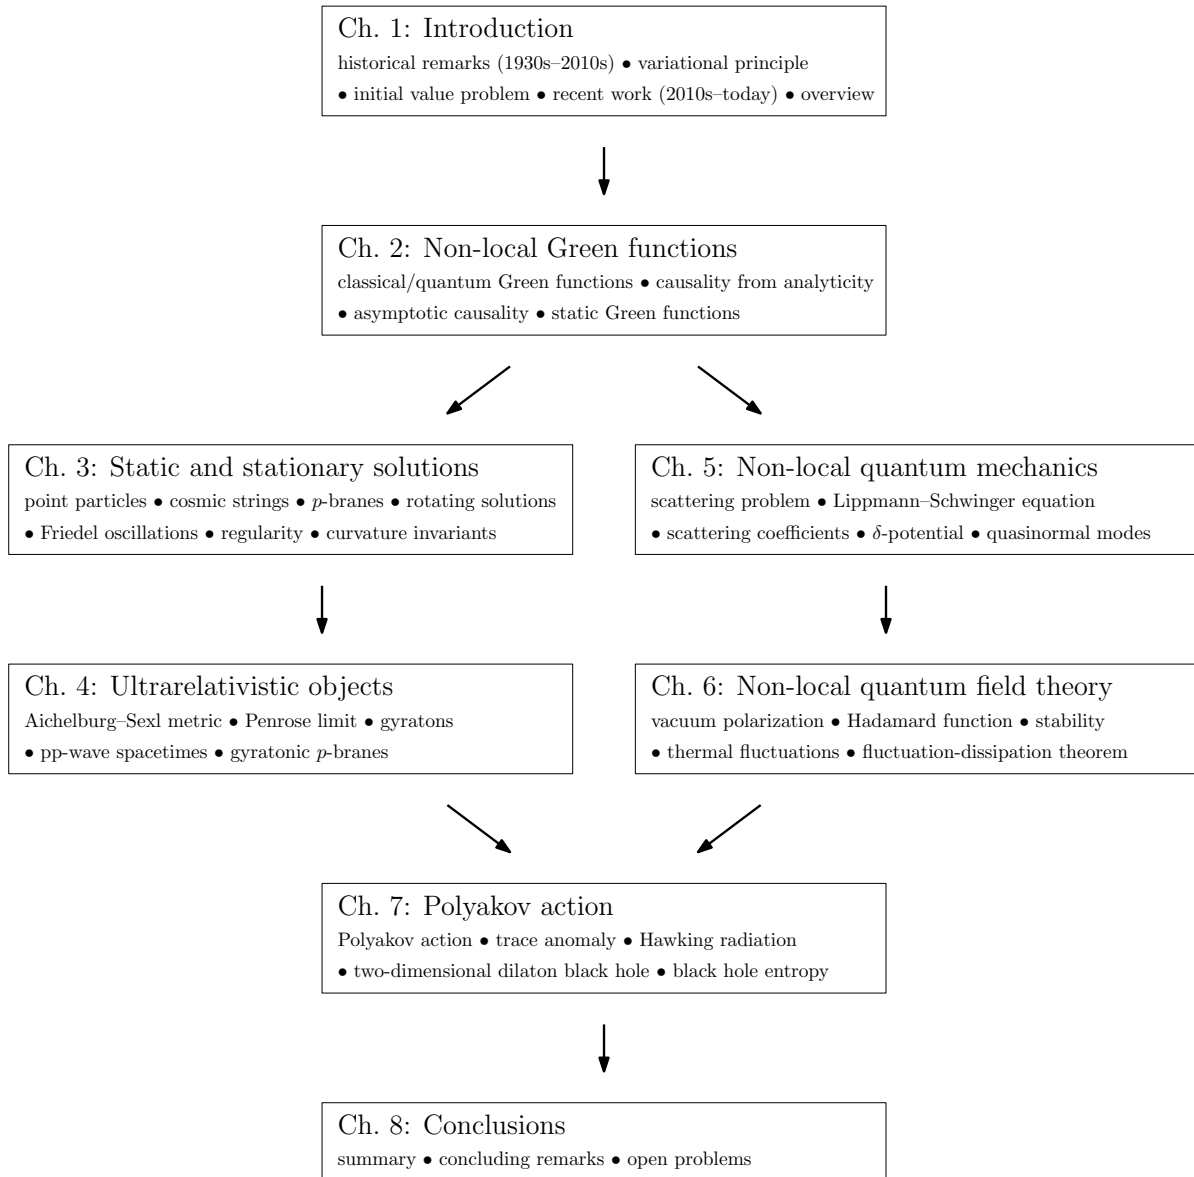 Ch. 1: Introduction
historical remarks (1930s–2010s) • variational principle
• initial value problem • recent work (2010s–today) • overview
Ch. 2: Non-local Green functions
classical/quantum Green functions • causality from analyticity
• asymptotic causality • static Green functions
Ch. 3: Static and stationary solutions
point particles • cosmic strings • p-branes • rotating solutions
• Friedel oscillations • regularity • curvature invariants
Ch. 5: Non-local quantum mechanics
scattering problem • Lippmann–Schwinger equation
• scattering coefficients • δ-potential • quasinormal modes
Ch. 4: Ultrarelativistic objects
Aichelburg–Sexl metric • Penrose limit • gyratons
• pp-wave spacetimes • gyratonic p-branes
Ch. 6: Non-local quantum field theory
vacuum polarization • Hadamard function • stability
• thermal fluctuations • fluctuation-dissipation theorem
Ch. 7: Polyakov action
Polyakov action • trace anomaly • Hawking radiation
• two-dimensional dilaton black hole • black hole entropy
Ch. 8: Conclusions
summary • concluding remarks • open problems